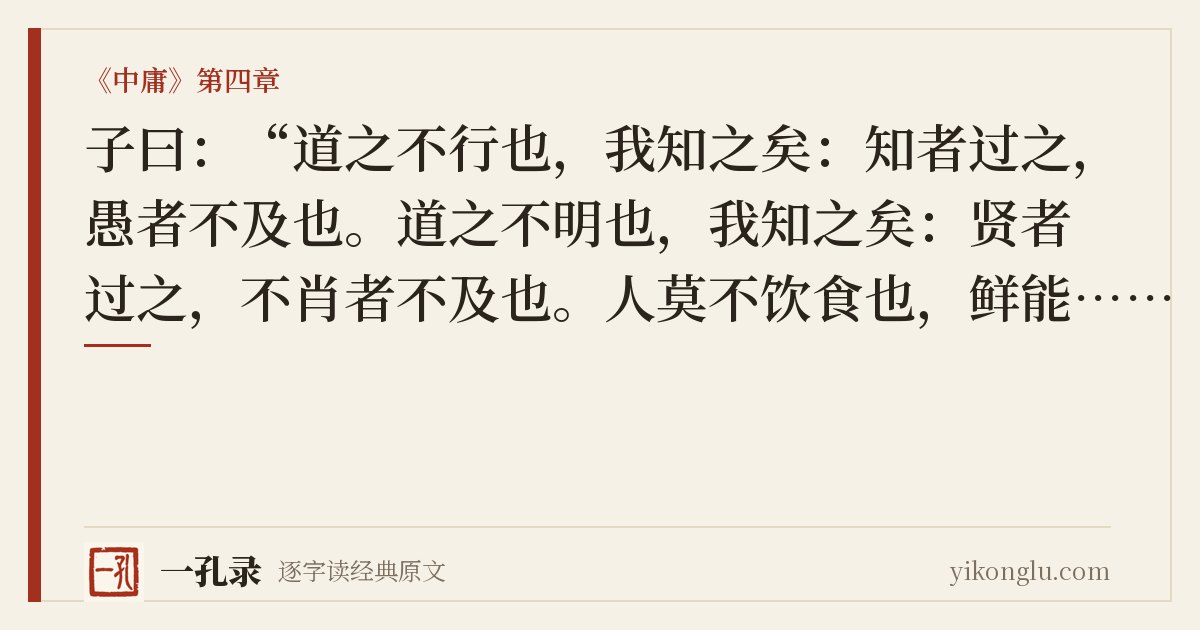 《中庸》第四章
子曰：“道之不行也，我知之矣：知者过之，
愚者不及也。道之不明也，我知之矣：贤者
过之，不肖者不及也。人莫不饮食也，鲜能……
一孔
一孔录 逐字读经典原文 yikonglu.com